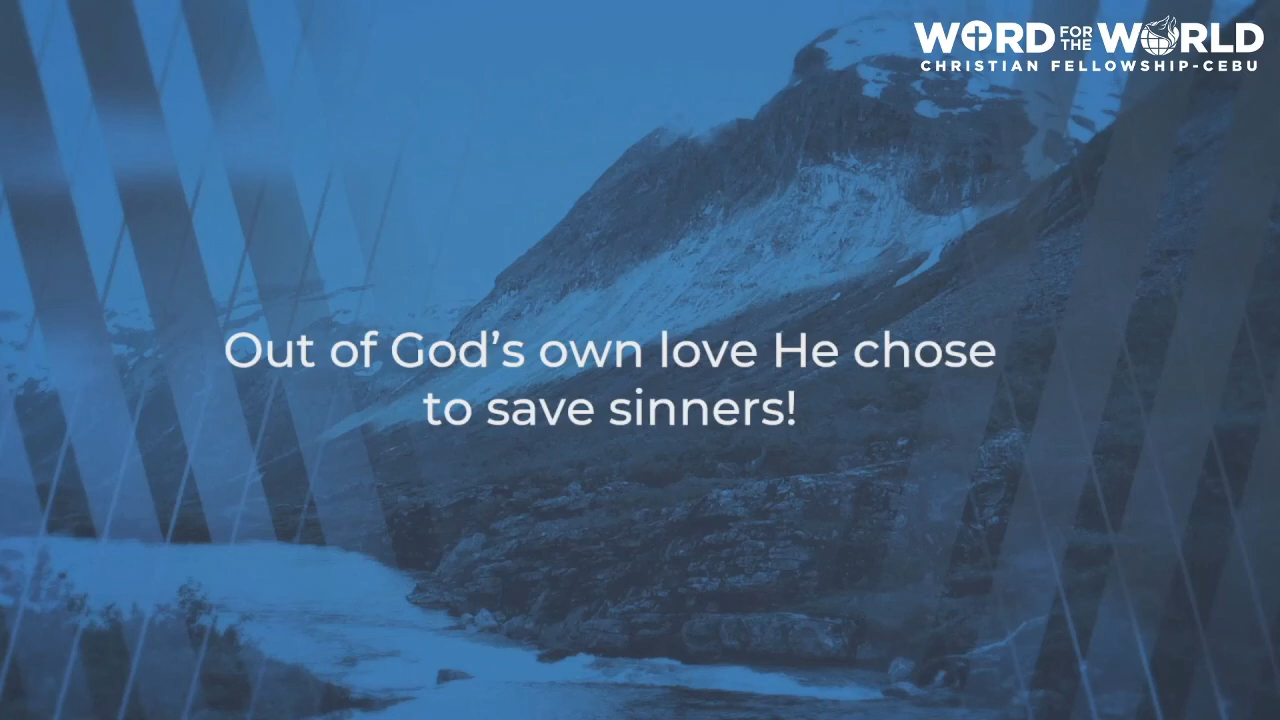 WORD FOR THE WORLD
CHRISTIAN FELLOWSHIP-CEBU
Out of God’s own love He chose
to save sinners!